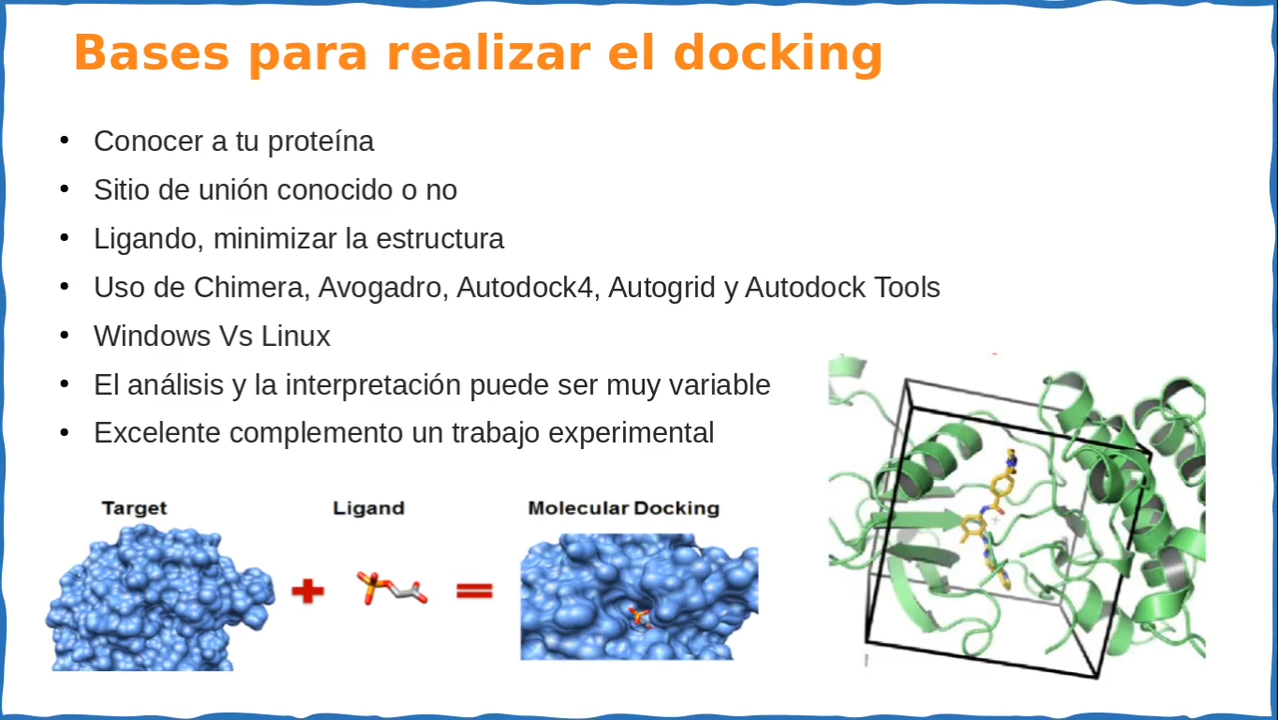 Bases para realizar el docking
• Conocer a tu proteína
• Sitio de unión conocido o no
• Ligando, minimizar la estructura
• Uso de Chimera, Avogadro, Autodock4, Autogrid y Autodock Tools
• Windows Vs Linux
• El análisis y la interpretación puede ser muy variable
• Excelente complemento un trabajo experimental
Target
Ligand
Molecular Docking